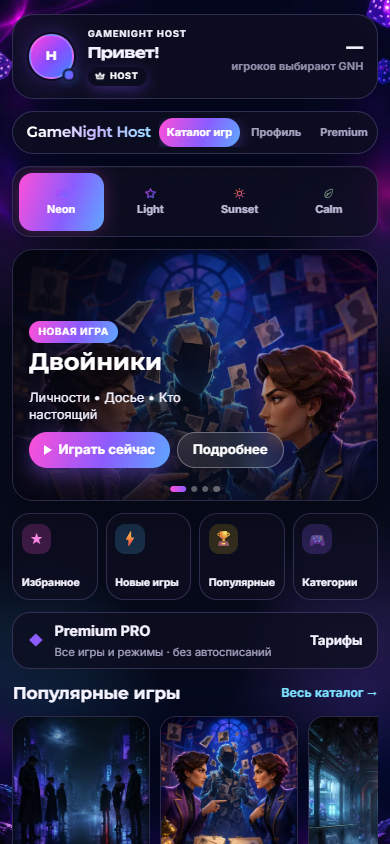 H
GAMENIGHT HOST
Привет!
HOST
—
игроков выбирают GNH
GameNight Host
Каталог игр
Профиль
Premium
Neon
Light
Sunset
Calm
НОВАЯ ИГРА
Двойники
Личности • Досье • Кто
настоящий
Играть сейчас
Подробнее
Избранное
Новые игры
Популярные
Категории
Premium PRO
Все игры и режимы · без автосписаний
Тарифы
Популярные игры
Весь каталог →